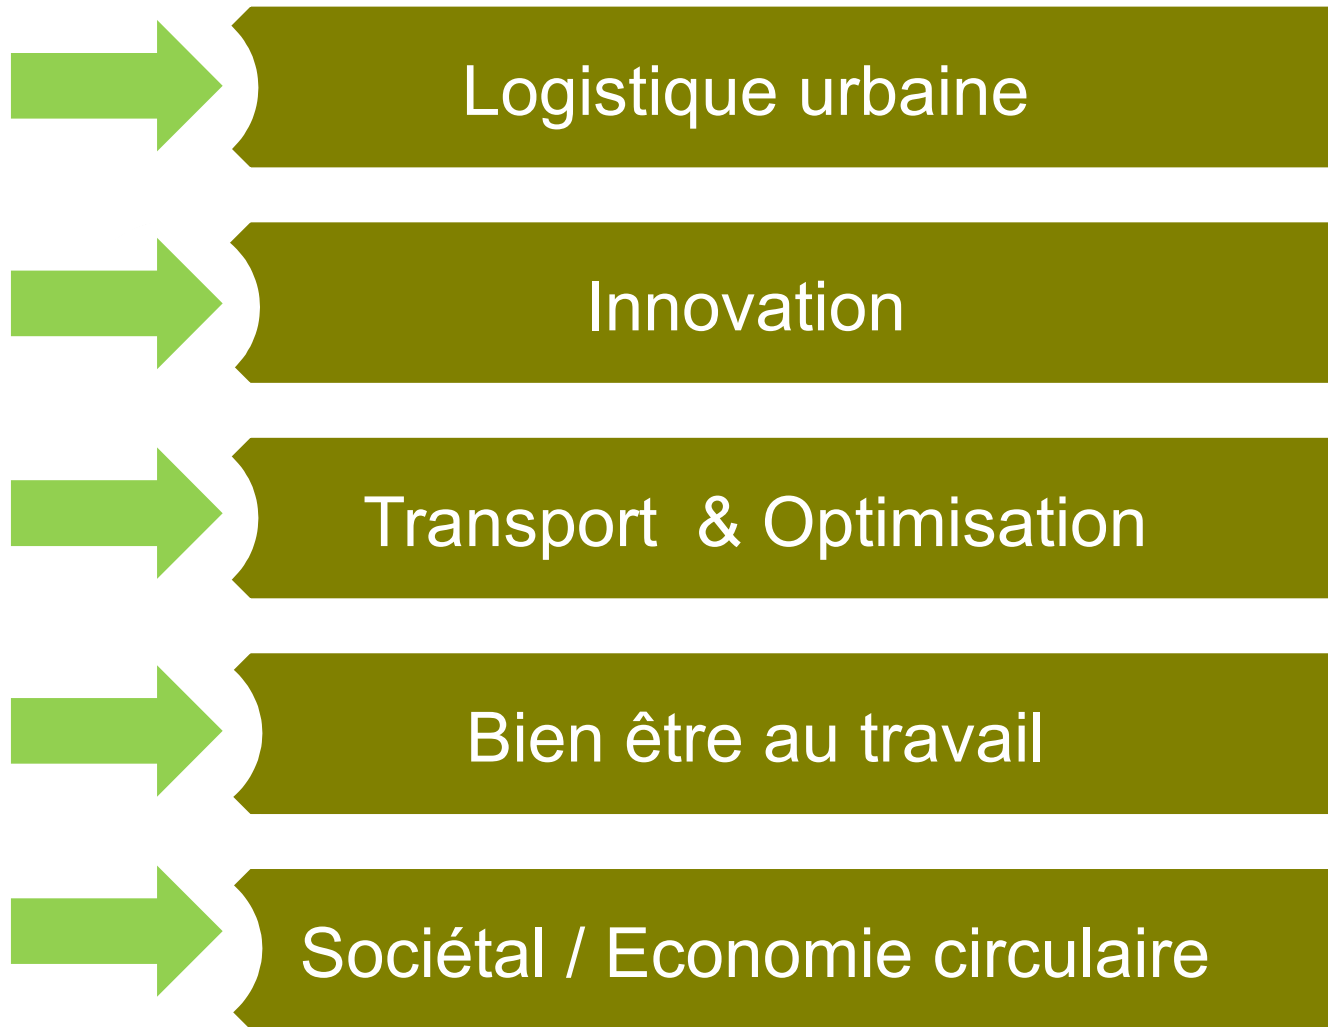 Logistique urbaine
Innovation
Transport  & Optimisation
Bien être au travail
Sociétal / Economie circulaire